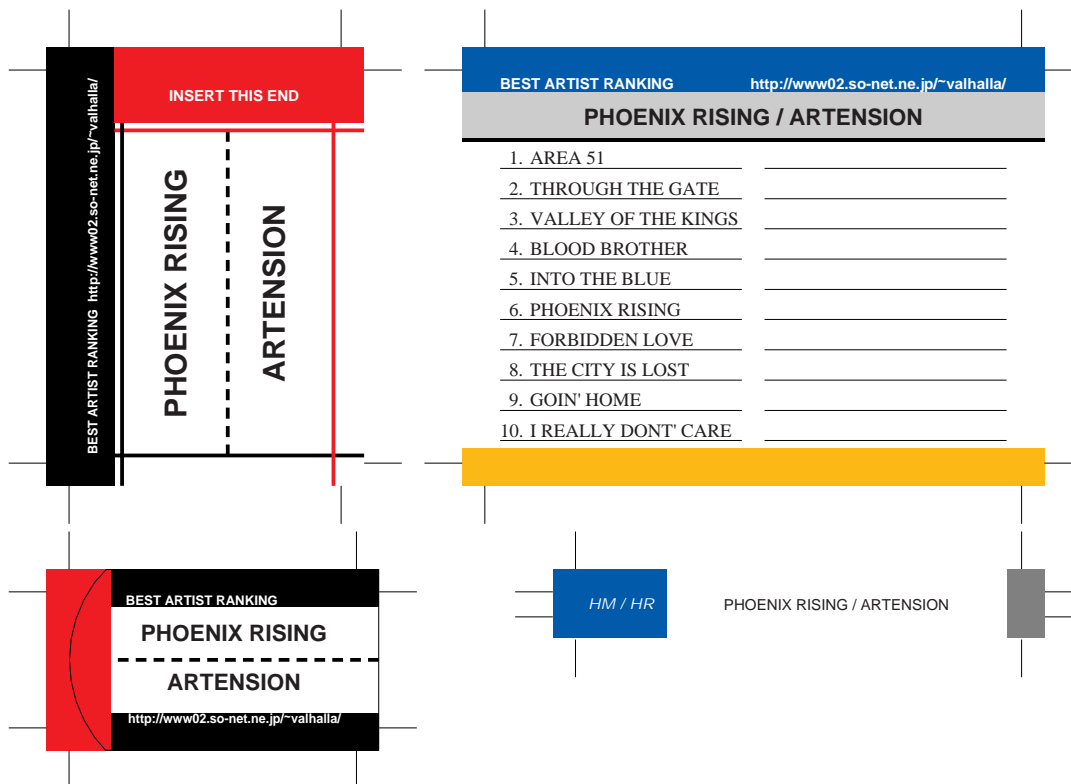 INSERT THIS END
BEST ARTIST RANKING http://www02.so-net.ne.jp/~valhalla/
PHOENIX RISING
ARTENSION
BEST ARTIST RANKING http://www02.so-net.ne.jp/~valhalla/
PHOENIX RISING / ARTENSION
1. AREA 51
2. THROUGH THE GATE
3. VALLEY OF THE KINGS
4. BLOOD BROTHER
5. INTO THE BLUE
6. PHOENIX RISING
7. FORBIDDEN LOVE
8. THE CITY IS LOST
9. GOIN' HOME
10. I REALLY DONT' CARE
BEST ARTIST RANKING
PHOENIX RISING
ARTENSION
http://www02.so-net.ne.jp/~valhalla/
HM / HR
PHOENIX RISING / ARTENSION